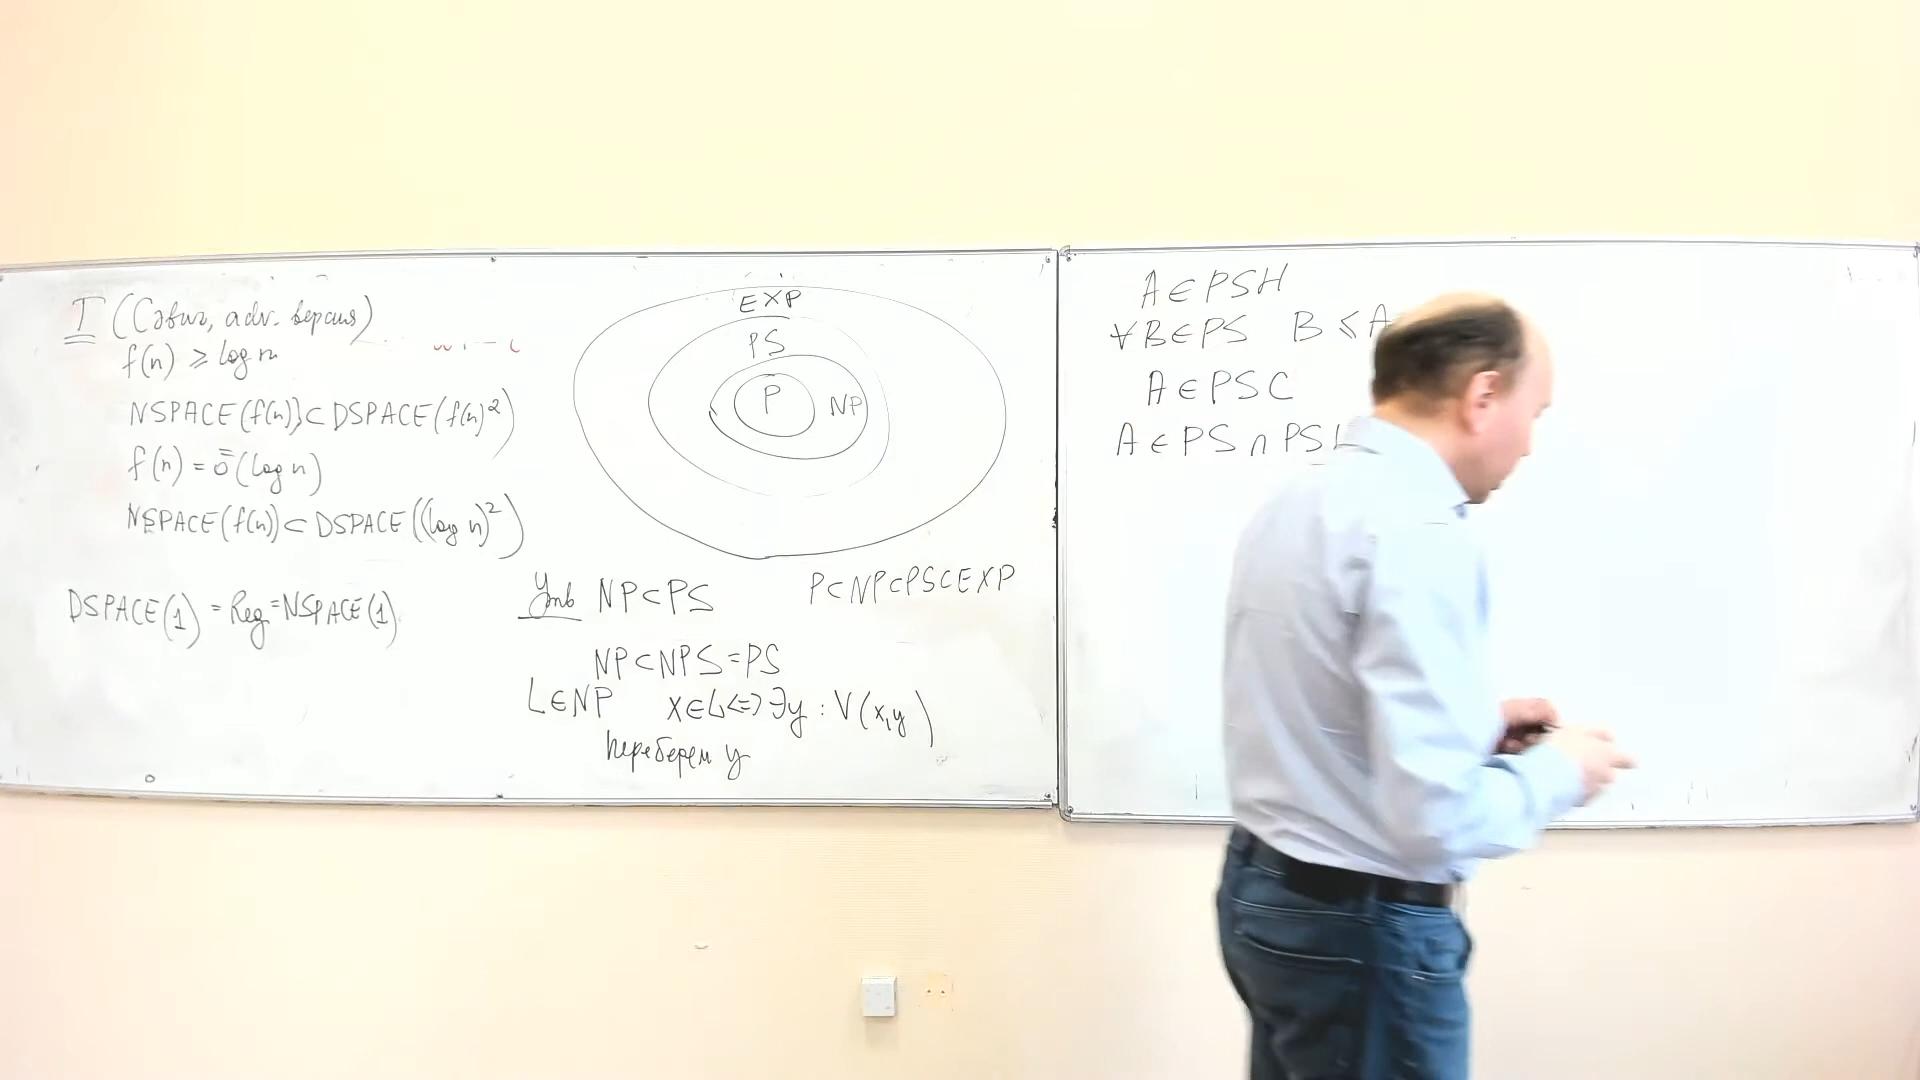 T (Сэвич, adv. версия)
f(n) ⩾ log n
NSPACE(f(n)) ⊂ DSPACE(f(n)²)
f(n) = ō(log n)
NSPACE(f(n)) ⊂ DSPACE((log n)²)
DSPACE(1) = Reg = NSPACE(1)
EXP
PS
P
NP
Утв NP⊂PS
P⊂NP⊂PS⊂EXP
NP⊂NPS=PS
L∈NP x∈L⇔∃y : V(x,y)
переберем y
A∈PSH
∀B∈PS B ⩽ A
A∈PSC
A∈PS∩PS